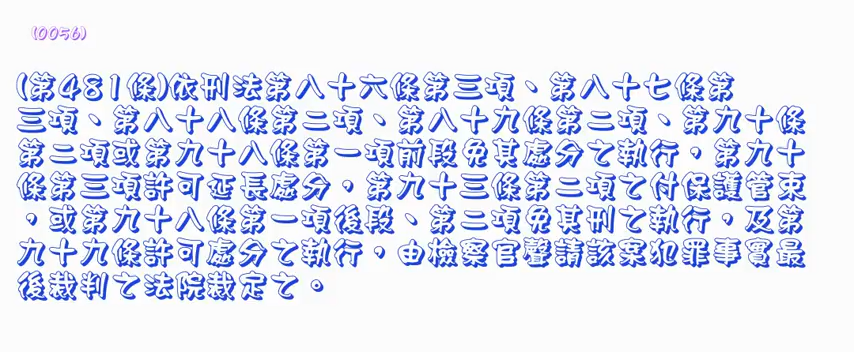 (0056)
(第481條)依刑法第八十六條第三項、第八十七條第
三項、第八十八條第二項、第八十九條第二項、第九十條
第二項或第九十八條第一項前段免其處分之執行，第九十
條第三項許可延長處分，第九十三條第二項之付保護管束
，或第九十八條第一項後段、第二項免其刑之執行，及第
九十九條許可處分之執行，由檢察官聲請該案犯罪事實最
後裁判之法院裁定之。